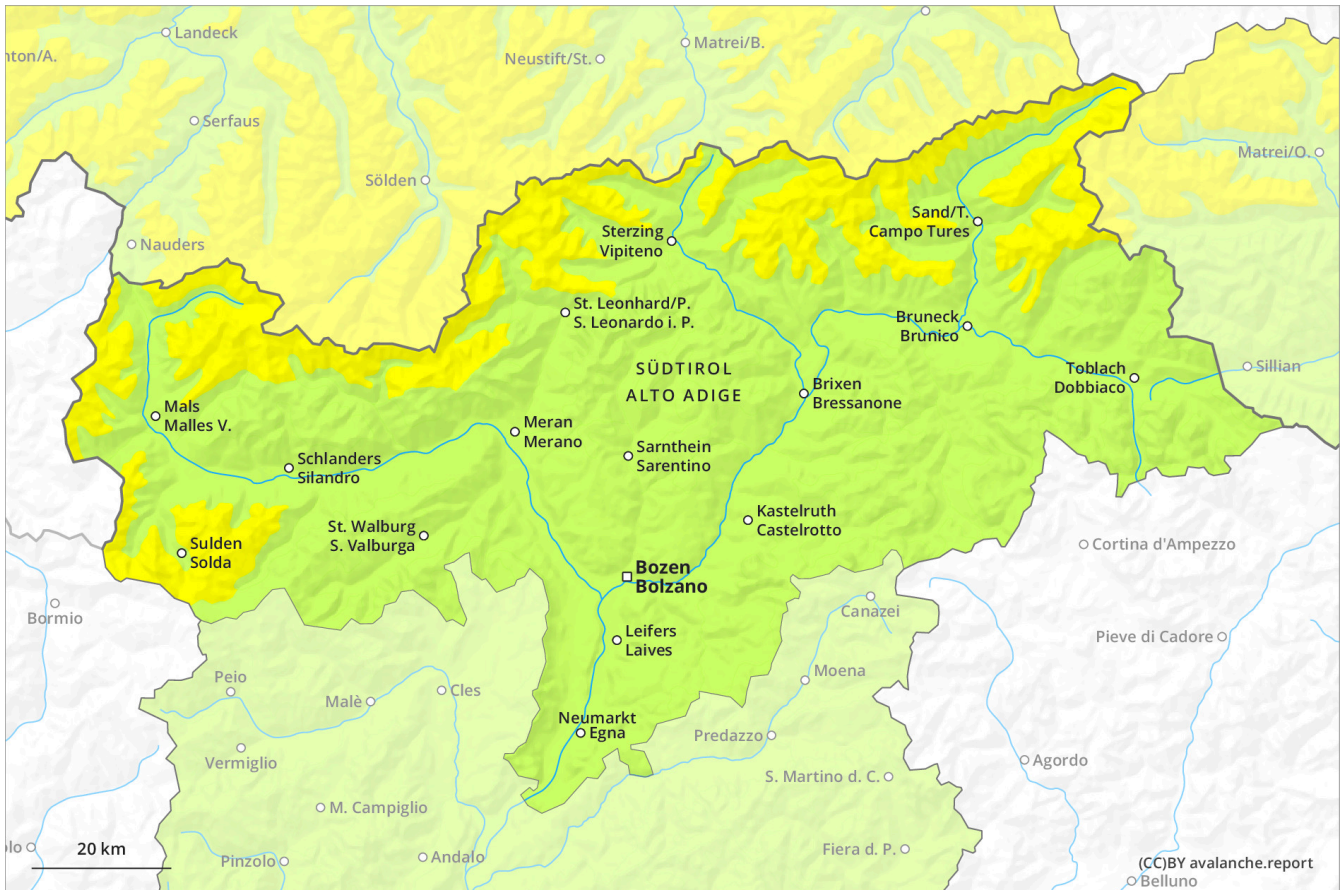 Landeck
Matrei/B.
nton/A.
Neustift/St.
Serfaus
Matrei/O.
Sölden
Sand/T.
Campo Tures
Sterzing
Vipiteno
Nauders
St. Leonhard/P.
S. Leonardo i. P.
Bruneck
Brunico
SÜDTIROL
ALTO ADIGE
Toblach
Dobbiaco
Sillian
Brixen
Bressanone
Mals
Malles V.
Meran
Merano
Sarnthein
Sarentino
Schlanders
Silandro
Kastelruth
Castelrotto
St. Walburg
S. Valburga
Sulden
Solda
Cortina d'Ampezzo
Bozen
Bolzano
Bormio
Canazei
Leifers
Laives
Pieve di Cadore
Peio
Moena
Malè
Cles
Neumarkt
Egna
Predazzo
Vermiglio
Agordo
S. Martino d. C.
M. Campiglio
lo
20 km
Pinzolo
Andalo
Fiera d. P.
(CC)BY avalanche.report
Belluno